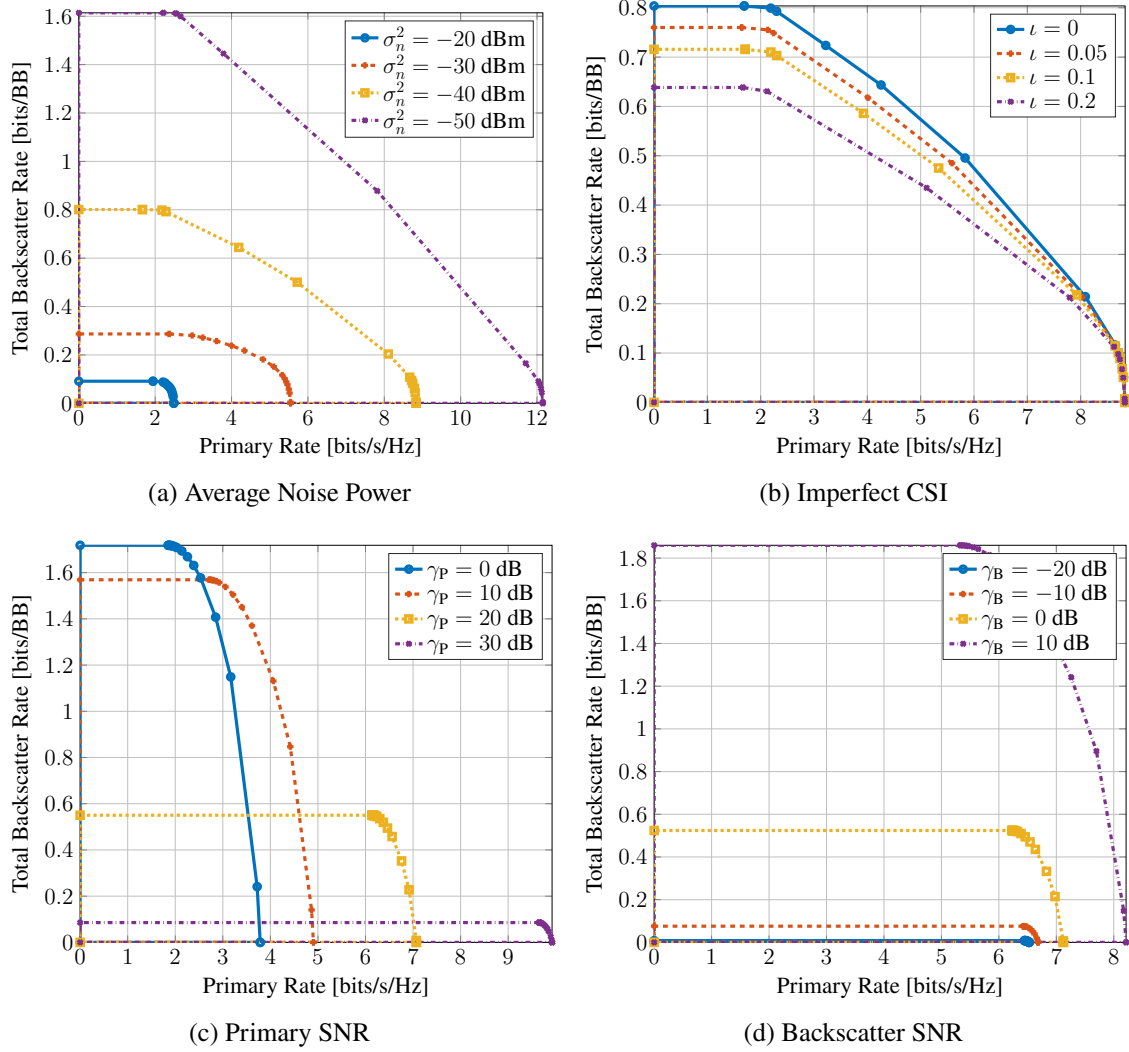 Total Backscatter Rate [bits/BB]
1.6
1.4
1.2
1
0.8
0.6
0.4
0.2
0
0 2 4 6 8 10 12
Primary Rate [bits/s/Hz]
σₙ² = −20 dBm
σₙ² = −30 dBm
σₙ² = −40 dBm
σₙ² = −50 dBm
(a) Average Noise Power
Total Backscatter Rate [bits/BB]
0.8
0.7
0.6
0.5
0.4
0.3
0.2
0.1
0
0 1 2 3 4 5 6 7 8
Primary Rate [bits/s/Hz]
ι = 0
ι = 0.05
ι = 0.1
ι = 0.2
(b) Imperfect CSI
Total Backscatter Rate [bits/BB]
1.6
1.4
1.2
1
0.8
0.6
0.4
0.2
0
0 1 2 3 4 5 6 7 8 9
Primary Rate [bits/s/Hz]
γ_P = 0 dB
γ_P = 10 dB
γ_P = 20 dB
γ_P = 30 dB
(c) Primary SNR
Total Backscatter Rate [bits/BB]
1.8
1.6
1.4
1.2
1
0.8
0.6
0.4
0.2
0
0 1 2 3 4 5 6 7 8
Primary Rate [bits/s/Hz]
γ_B = −20 dB
γ_B = −10 dB
γ_B = 0 dB
γ_B = 10 dB
(d) Backscatter SNR